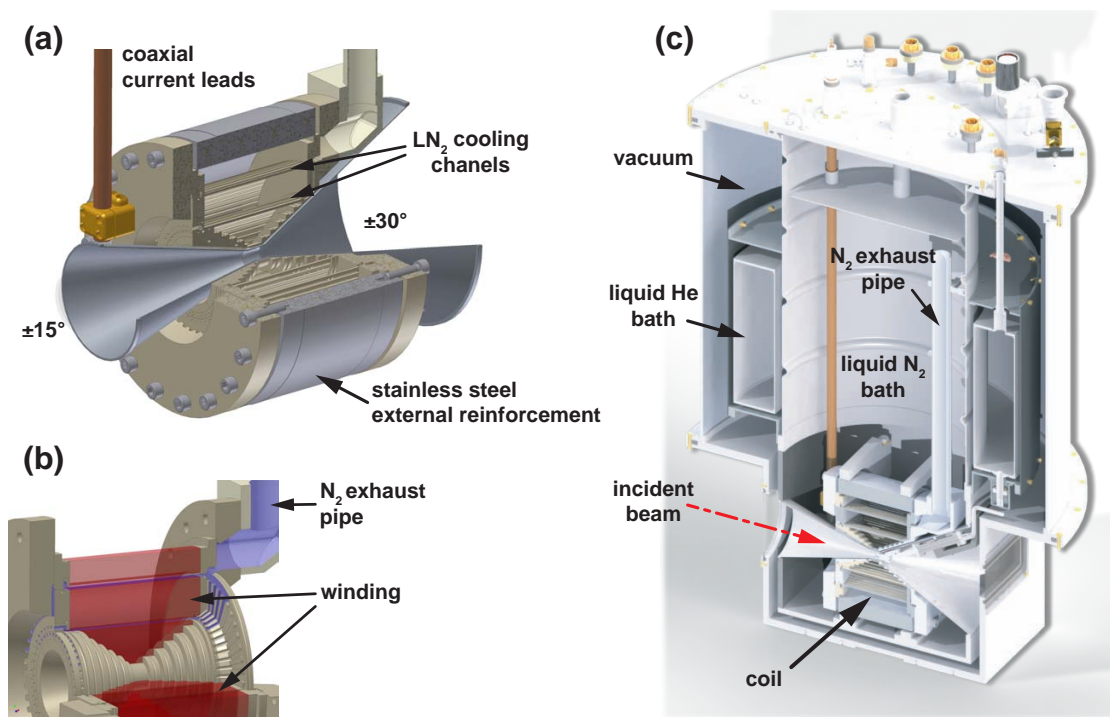 (a)
coaxial
current leads
LN2 cooling
chanels
±30°
±15°
stainless steel
external reinforcement
(b)
N2 exhaust
pipe
winding
(c)
vacuum
N2 exhaust
pipe
liquid He
bath
liquid N2
bath
incident
beam
coil